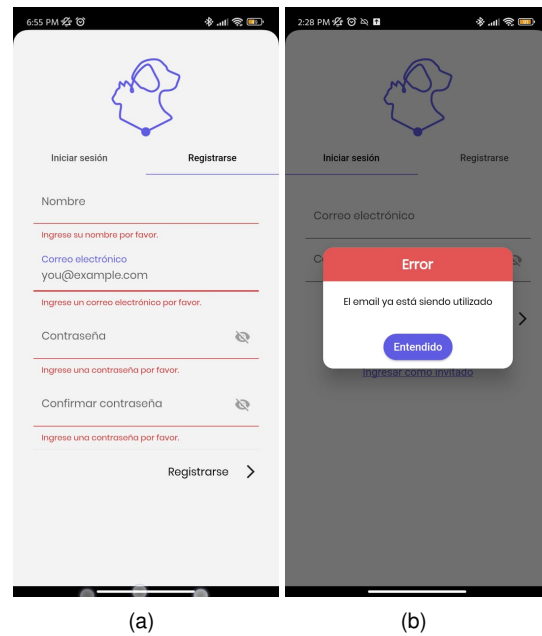 6:55 PM
Iniciar sesión
Registrarse
Nombre
Ingrese su nombre por favor.
Correo electrónico
you@example.com
Ingrese un correo electrónico por favor.
Contraseña
Ingrese una contraseña por favor.
Confirmar contraseña
Ingrese una contraseña por favor.
Registrarse
(a)
2:28 PM
Iniciar sesión
Registrarse
Correo electrónico
Error
El email ya está siendo utilizado
Entendido
Ingresar como invitado
(b)